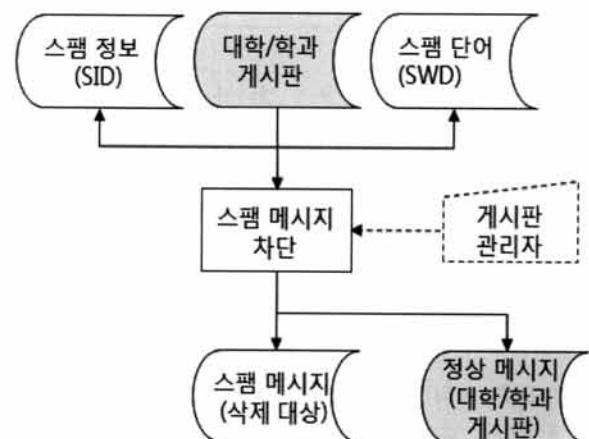 스팸 정보
(SID)
대학/학과
게시판
스팸 단어
(SWD)
스팸 메시지
차단
게시판
관리자
스팸 메시지
(삭제 대상)
정상 메시지
(대학/학과
게시판)